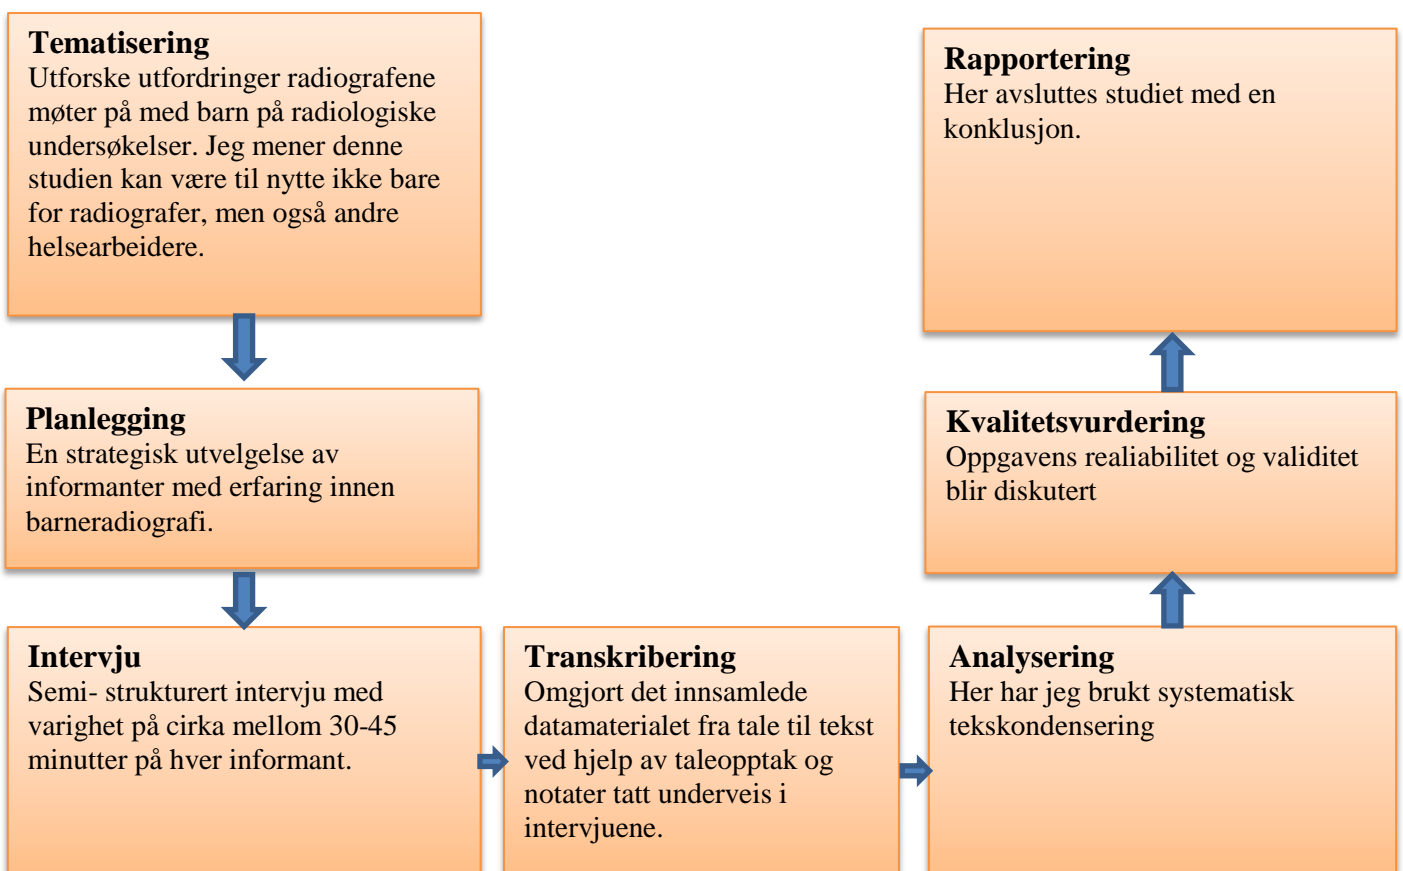 Tematisering
Utforske utfordringer radiografene
møter på med barn på radiologiske
undersøkelser. Jeg mener denne
studien kan være til nytte ikke bare
for radiografer, men også andre
helsearbeidere.
Planlegging
En strategisk utvelgelse av
informanter med erfaring innen
barneradiografi.
Intervju
Semi- strukturert intervju med
varighet på cirka mellom 30-45
minutter på hver informant.
Transkribering
Omgjort det innsamlede
datamaterialet fra tale til tekst
ved hjelp av taleopptak og
notater tatt underveis i
intervjuene.
Analysering
Her har jeg brukt systematisk
tekskondensering
Kvalitetsvurdering
Oppgavens realiabilitet og validitet
blir diskutert
Rapportering
Her avsluttes studiet med en
konklusjon.